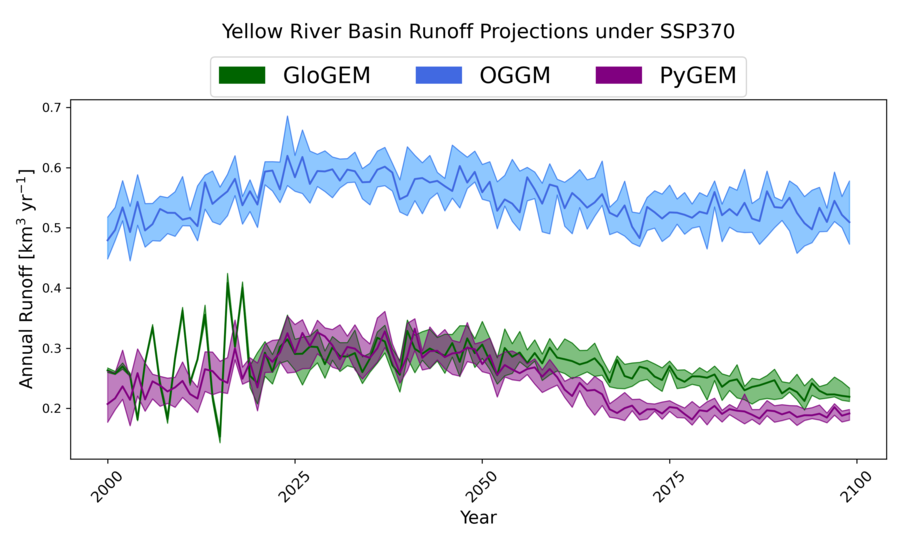 Yellow River Basin Runoff Projections under SSP370
GloGEM OGGM PyGEM
Annual Runoff [km³ yr⁻¹]
0.7
0.6
0.5
0.4
0.3
0.2
2000 2025 2050 2075 2100
Year